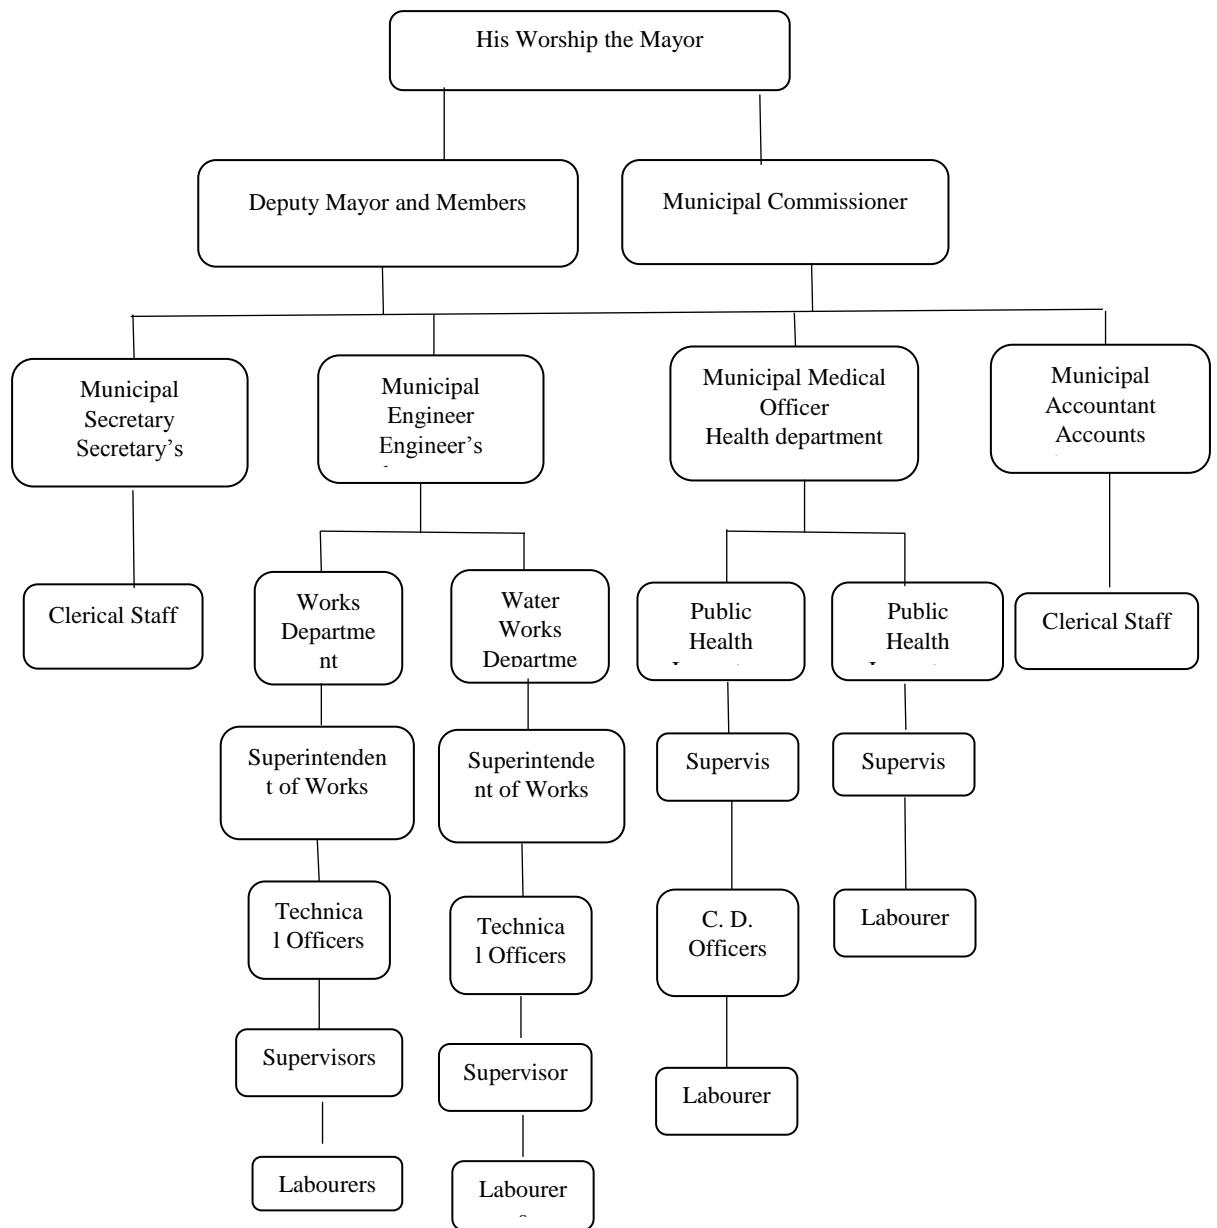 His Worship the Mayor
Deputy Mayor and Members
Municipal Commissioner
Municipal
Secretary
Secretary’s
Municipal
Engineer
Engineer’s
Municipal Medical
Officer
Health department
Municipal
Accountant
Accounts
Clerical Staff
Works
Departme
nt
Water
Works
Departme
Public
Health
Public
Health
Clerical Staff
Superintenden
t of Works
Superintende
nt of Works
Supervis
Supervis
Technica
l Officers
Technica
l Officers
C. D.
Officers
Labourer
Supervisors
Supervisor
Labourer
Labourers
Labourer